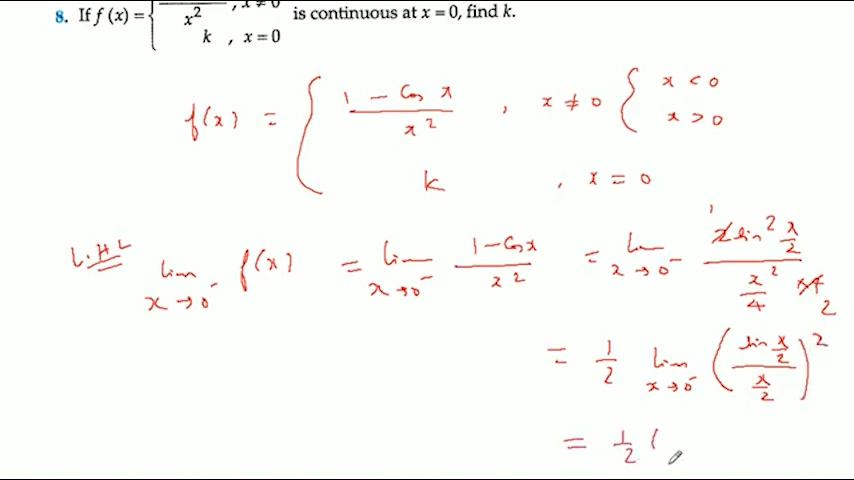 8. If f (x) = { , x ≠ 0 is continuous at x = 0, find k.
x²
k , x = 0
f(x) = { 1 - Cos x / x² , x ≠ 0 { x < 0
x > 0
k , x = 0
L.H.L lim x→0⁻ f(x) = lim x→0⁻ 1 - Cos x / x² = lim x→0⁻ 2 sin² x/2 / x²/4 × 4 1 2
= 1/2 lim x→0⁻ ( sin x/2 / x/2 )²
= 1/2 (